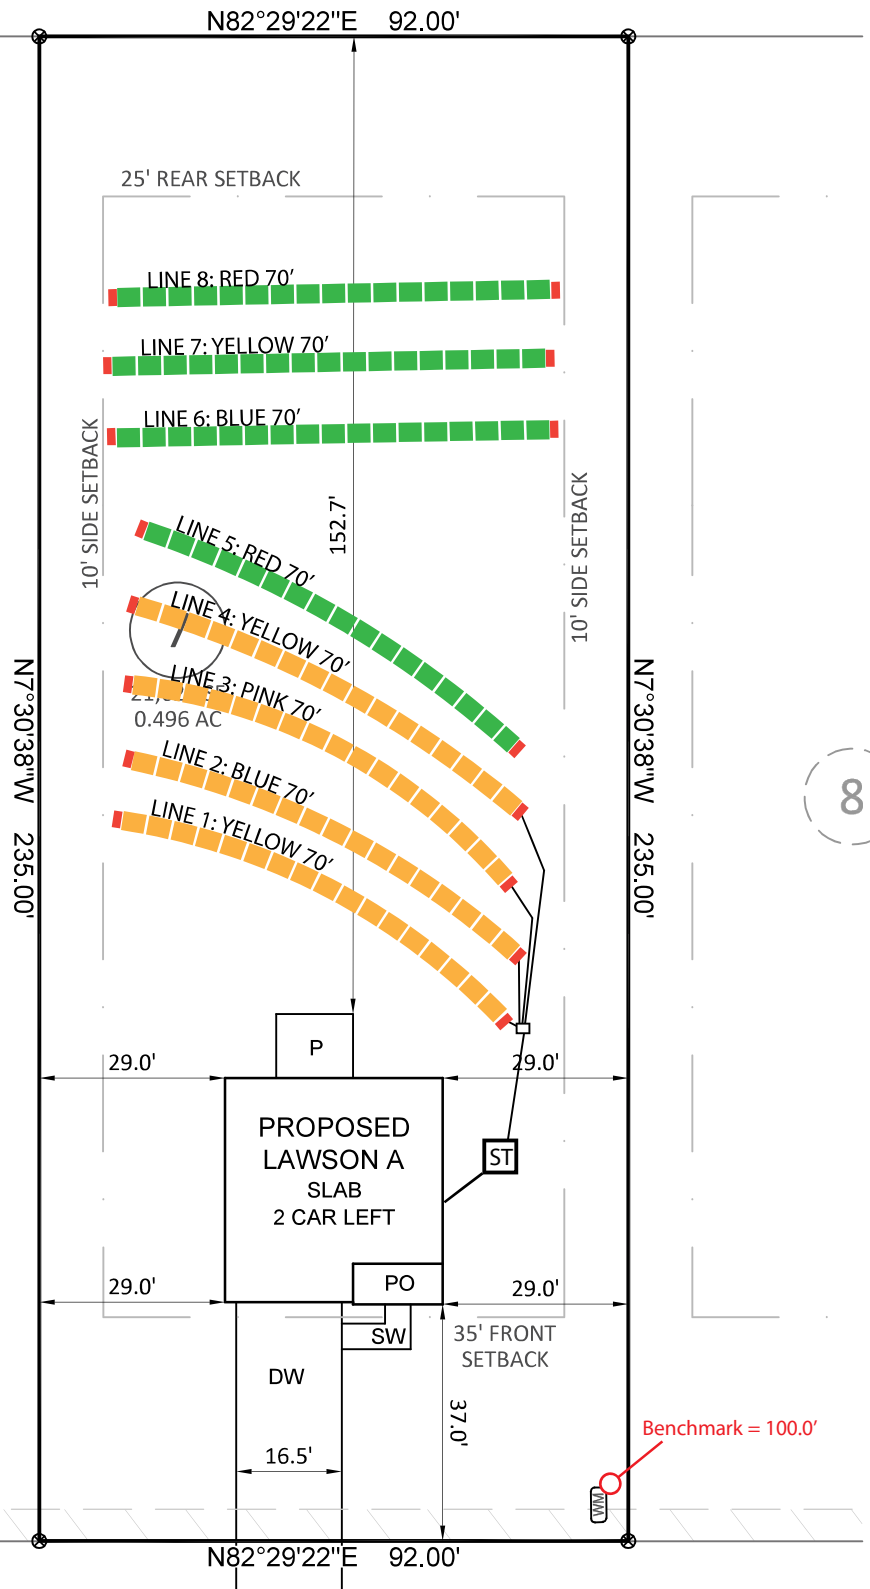 N82°29'22"E 92.00'
25' REAR SETBACK
LINE 8: RED 70'
LINE 7: YELLOW 70'
LINE 6: BLUE 70'
10' SIDE SETBACK
152.7'
10' SIDE SETBACK
LINE 5: RED 70'
LINE 4: YELLOW 70'
7
LINE 3: PINK 70'
0.496 AC
N7°30'38"W 235.00'
N7°30'38"W 235.00'
LINE 2: BLUE 70'
8
LINE 1: YELLOW 70'
P
29.0'
29.0'
PROPOSED
LAWSON A
SLAB
2 CAR LEFT
ST
PO
29.0'
29.0'
SW
35' FRONT
SETBACK
DW
37.0'
16.5'
Benchmark = 100.0'
WM
N82°29'22"E 92.00'